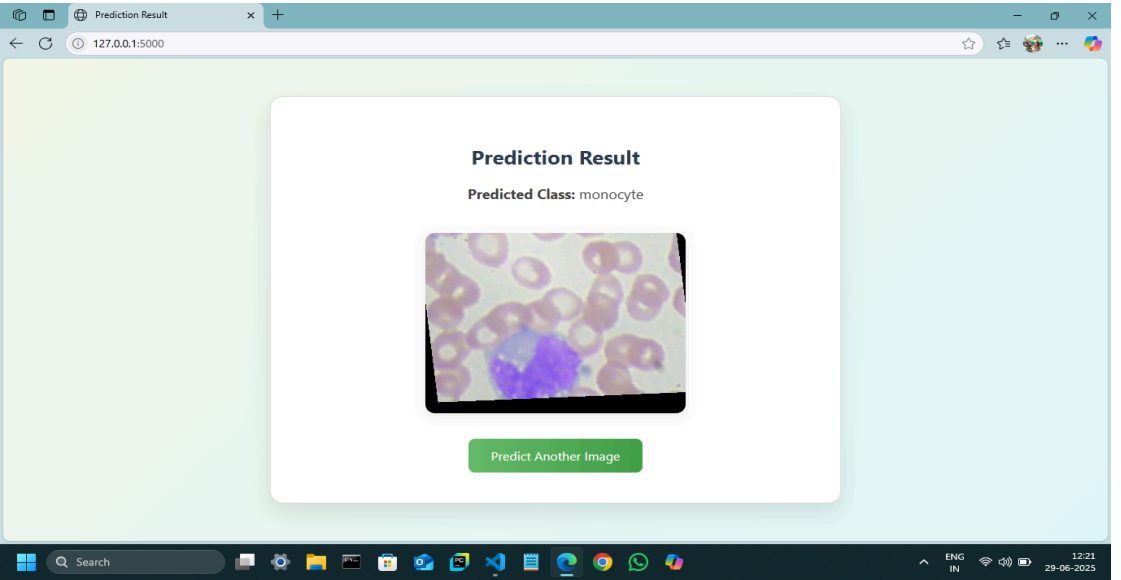 Prediction Result
127.0.0.1:5000
Prediction Result
Predicted Class: monocyte
Predict Another Image
Search
ENG
IN
12:21
29-06-2025